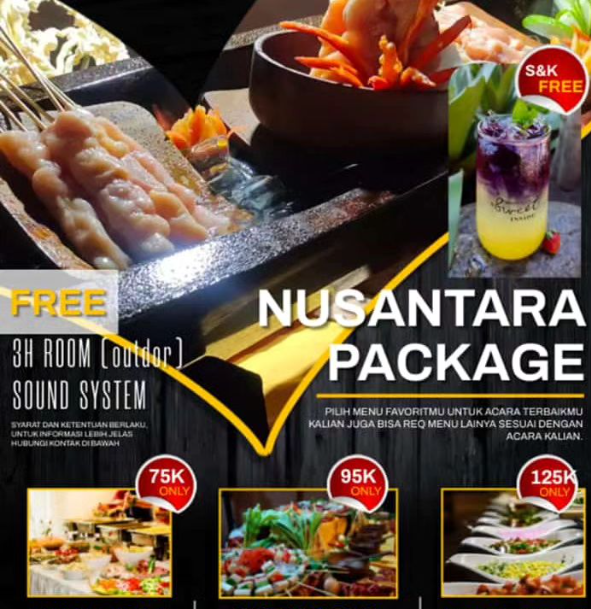 S&K
FREE
Sweet
FREE
3H ROOM (outdor)
SOUND SYSTEM
SYARAT DAN KETENTUAN BERLAKU,
UNTUK INFORMASI LEBIH JELAS
HUBUNGI KONTAK DI BAWAH
NUSANTARA
PACKAGE
PILIH MENU FAVORITMU UNTUK ACARA TERBAIKMU
KALIAN JUGA BISA REQ MENU LAINYA SESUAI DENGAN
ACARA KALIAN.
75K
ONLY
95K
ONLY
125K
ONLY